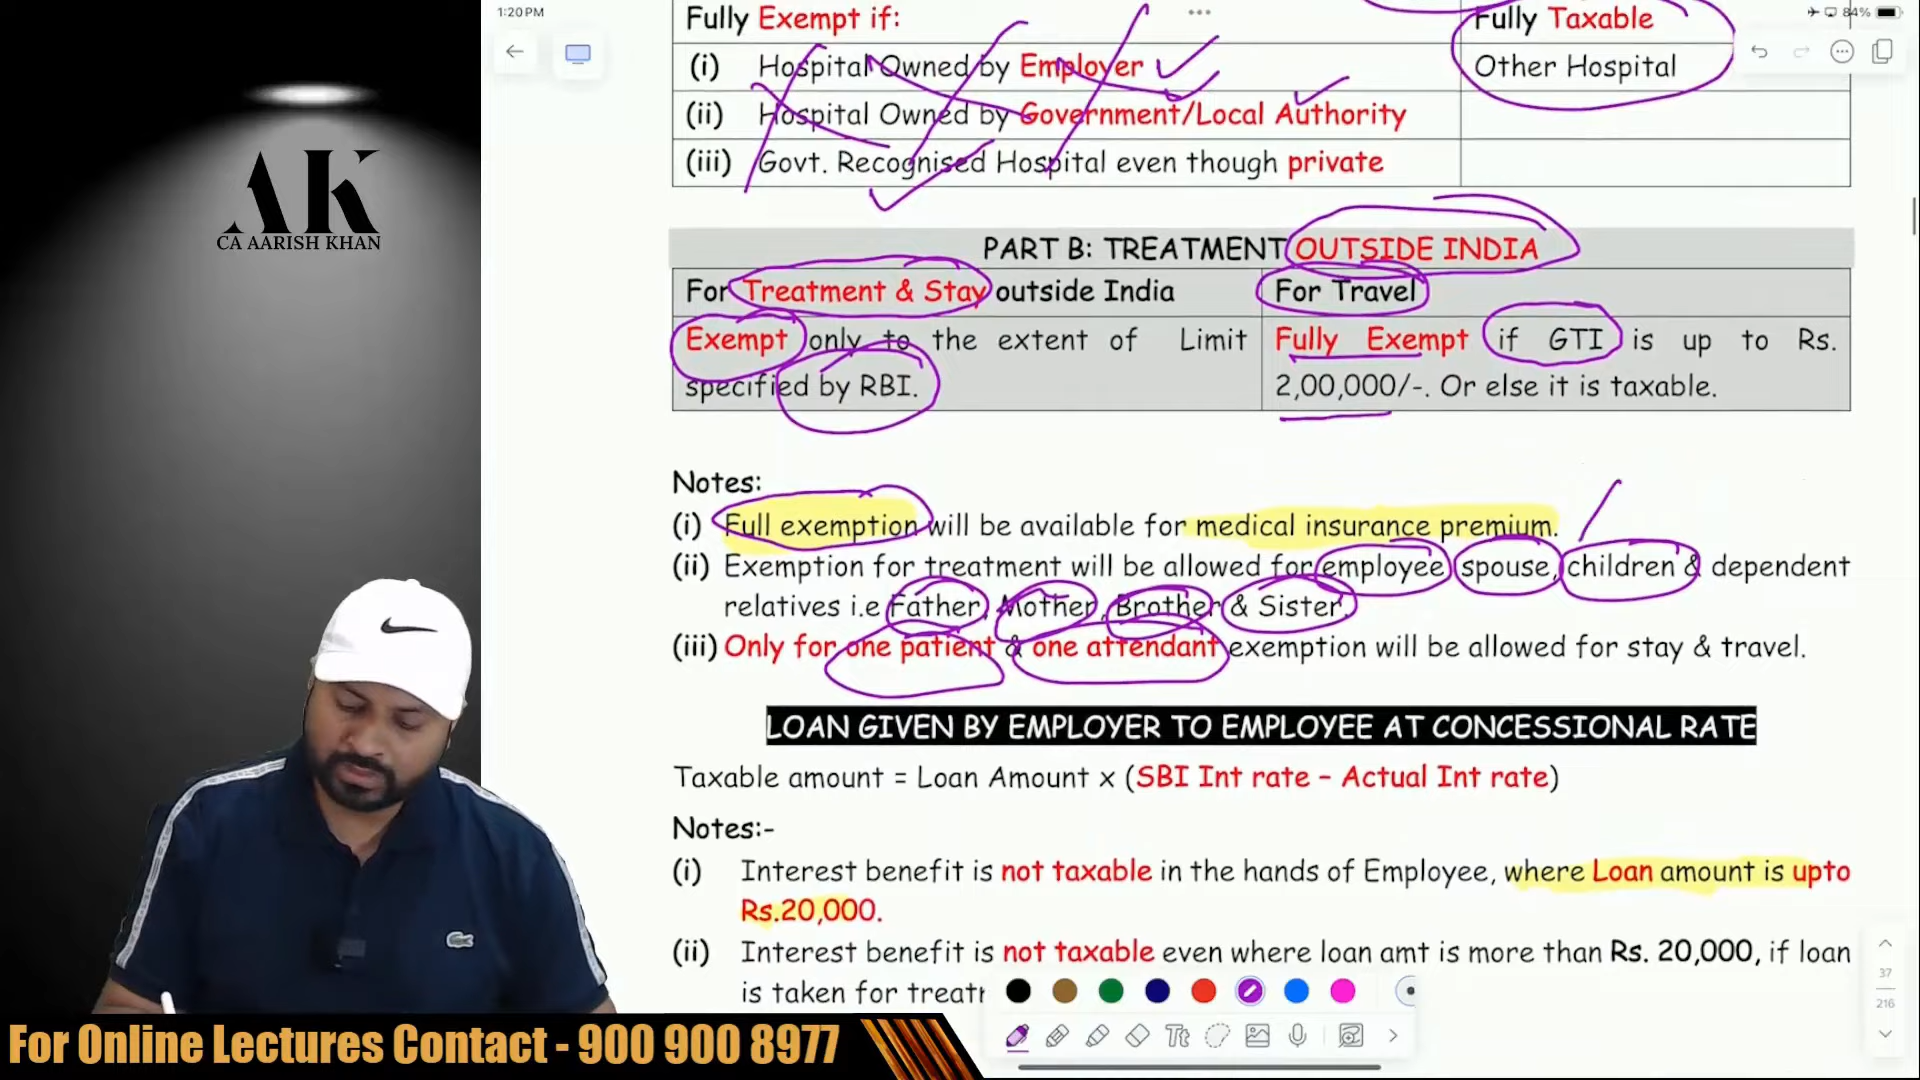 1:20 PM
84%
Fully Exempt if:
Fully Taxable
(i) Hospital Owned by Employer
Other Hospital
(ii) Hospital Owned by Government/Local Authority
(iii) Govt. Recognised Hospital even though private
AK
CA AARISH KHAN
PART B: TREATMENT OUTSIDE INDIA
For Treatment & Stay outside India
For Travel
Exempt only to the extent of Limit
specified by RBI.
Fully Exempt if GTI is up to Rs.
2,00,000/-. Or else it is taxable.
Notes:
(i) Full exemption will be available for medical insurance premium.
(ii) Exemption for treatment will be allowed for employee spouse, children & dependent
relatives i.e Father, Mother, Brother & Sister.
(iii) Only for one patient & one attendant exemption will be allowed for stay & travel.
LOAN GIVEN BY EMPLOYER TO EMPLOYEE AT CONCESSIONAL RATE
Taxable amount = Loan Amount x (SBI Int rate – Actual Int rate)
Notes:-
(i) Interest benefit is not taxable in the hands of Employee, where Loan amount is upto
Rs.20,000.
(ii) Interest benefit is not taxable even where loan amt is more than Rs. 20,000, if loan
is taken for treatr
37
216
Tt
For Online Lectures Contact - 900 900 8977